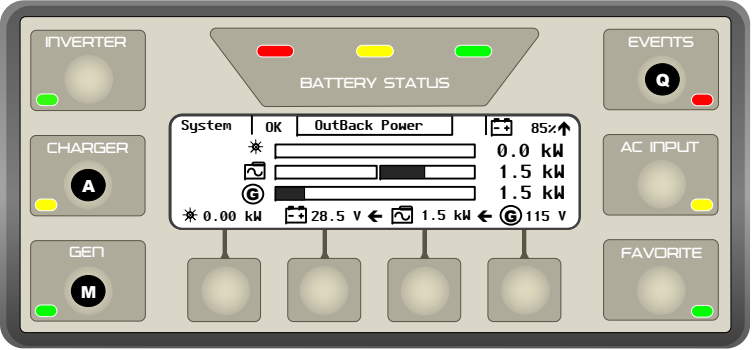 INVERTER
CHARGER
A
GEN
M
BATTERY STATUS
System OK OutBack Power 85%
0.0 kW
1.5 kW
G 1.5 kW
0.00 kW 28.5 V 1.5 kW G 115 V
EVENTS
Q
AC INPUT
FAVORITE